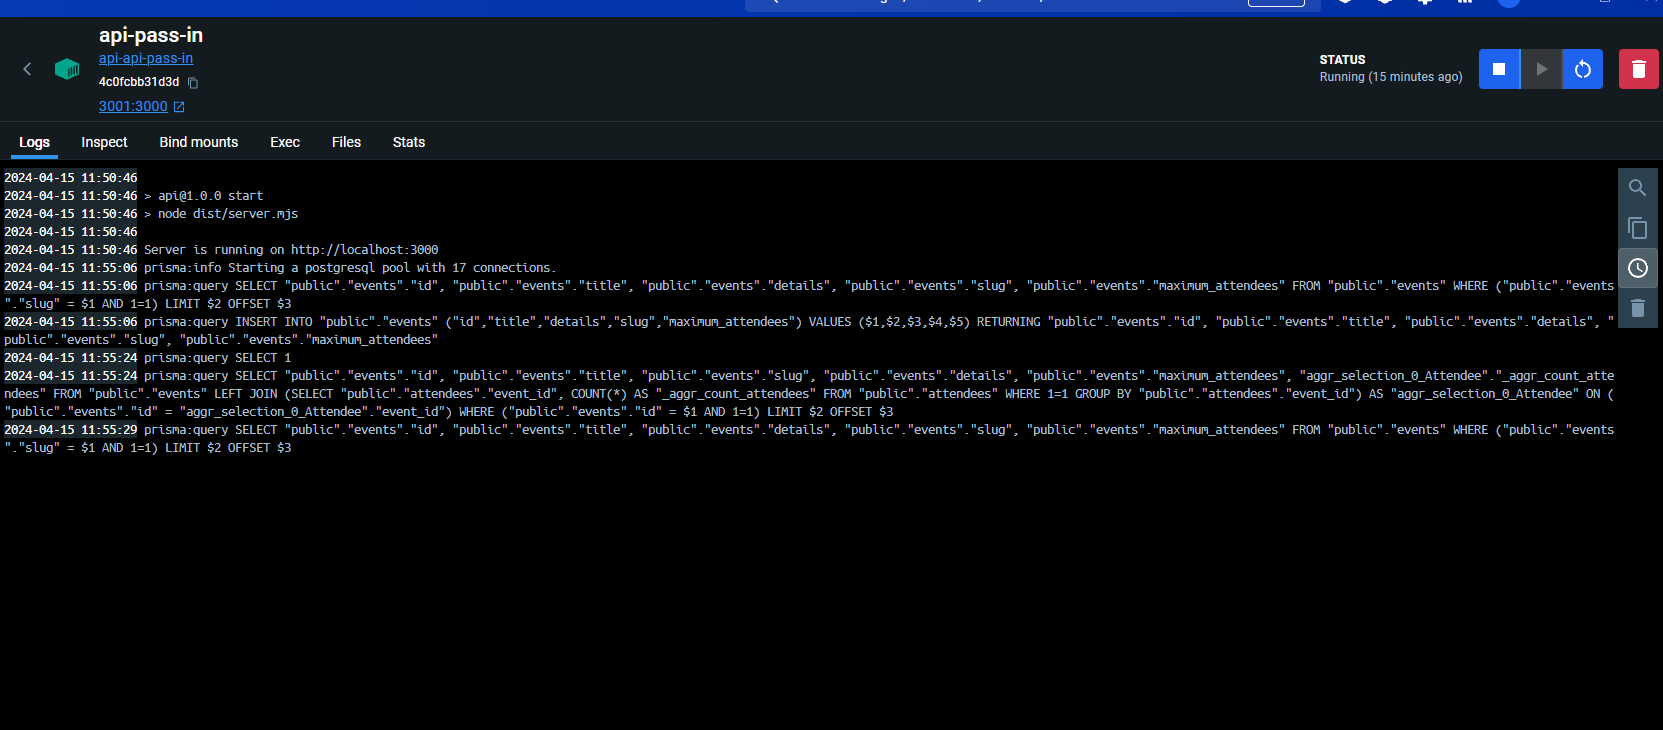 api-pass-in
api-api-pass-in
4c0fcbb31d3d
3001:3000
STATUS
Running (15 minutes ago)
Logs Inspect Bind mounts Exec Files Stats
2024-04-15 11:50:46
2024-04-15 11:50:46 > api@1.0.0 start
2024-04-15 11:50:46 > node dist/server.mjs
2024-04-15 11:50:46
2024-04-15 11:50:46 Server is running on http://localhost:3000
2024-04-15 11:55:06 prisma:info Starting a postgresql pool with 17 connections.
2024-04-15 11:55:06 prisma:query SELECT "public"."events"."id", "public"."events"."title", "public"."events"."details", "public"."events"."slug", "public"."events"."maximum_attendees" FROM "public"."events" WHERE ("public"."events
"."slug" = $1 AND 1=1) LIMIT $2 OFFSET $3
2024-04-15 11:55:06 prisma:query INSERT INTO "public"."events" ("id","title","details","slug","maximum_attendees") VALUES ($1,$2,$3,$4,$5) RETURNING "public"."events"."id", "public"."events"."title", "public"."events"."details", "
public"."events"."slug", "public"."events"."maximum_attendees"
2024-04-15 11:55:24 prisma:query SELECT 1
2024-04-15 11:55:24 prisma:query SELECT "public"."events"."id", "public"."events"."title", "public"."events"."slug", "public"."events"."details", "public"."events"."maximum_attendees", "aggr_selection_0_Attendee"."_aggr_count_atte
ndees" FROM "public"."events" LEFT JOIN (SELECT "public"."attendees"."event_id", COUNT(*) AS "_aggr_count_attendees" FROM "public"."attendees" WHERE 1=1 GROUP BY "public"."attendees"."event_id") AS "aggr_selection_0_Attendee" ON (
"public"."events"."id" = "aggr_selection_0_Attendee"."event_id") WHERE ("public"."events"."id" = $1 AND 1=1) LIMIT $2 OFFSET $3
2024-04-15 11:55:29 prisma:query SELECT "public"."events"."id", "public"."events"."title", "public"."events"."details", "public"."events"."slug", "public"."events"."maximum_attendees" FROM "public"."events" WHERE ("public"."events
"."slug" = $1 AND 1=1) LIMIT $2 OFFSET $3